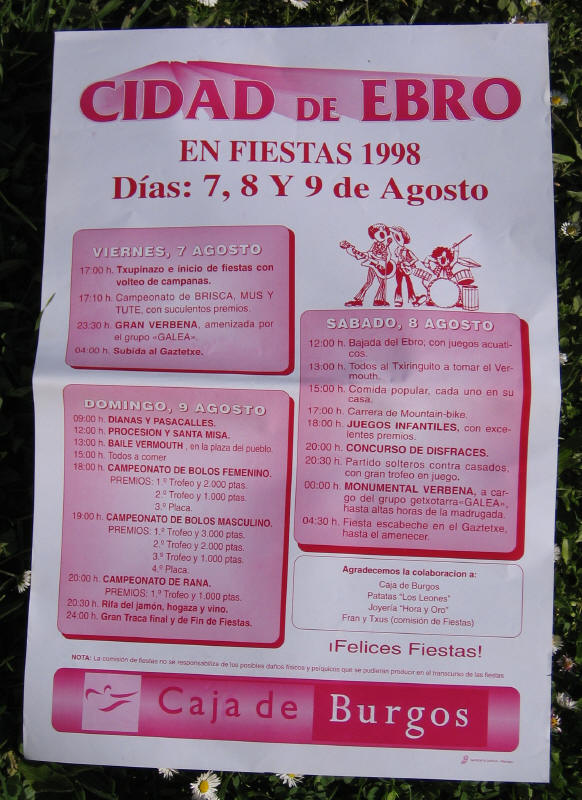 CIDAD DE EBRO
EN FIESTAS 1998
Días: 7, 8 Y 9 de Agosto
VIERNES, 7 AGOSTO
17:00 h. Txupinazo e inicio de fiestas con
volteo de campanas.
17:10 h. Campeonato de BRISCA, MUS Y
TUTE, con suculentos premios.
23:30 h. GRAN VERBENA, amenizada por
el grupo «GALEA».
04:00 h. Subida al Gaztetxe.
SABADO, 8 AGOSTO
12:00 h. Bajada del Ebro; con juegos acuati-
cos.
13:00 h. Todos al Txiringuito a tomar el Ver-
mouth.
15:00 h. Comida popular, cada uno en su
casa.
17:00 h. Carrera de Mountain-bike.
18:00 h. JUEGOS INFANTILES, con exce-
lentes premios.
20:00 h. CONCURSO DE DISFRACES.
20:30 h. Partido solteros contra casados,
con gran trofeo en juego.
00:00 h. MONUMENTAL VERBENA, a car-
go del grupo getxotarra«GALEA»,
hasta altas horas de la madrugada.
04:30 h. Fiesta escabeche en el Gaztetxe,
hasta el amenecer.
DOMINGO, 9 AGOSTO
09:00 h. DIANAS Y PASACALLES.
12:00 h. PROCESION Y SANTA MISA.
13:00 h. BAILE VERMOUTH, en la plaza del pueblo.
15:00 h. Todos a comer
18:00 h. CAMPEONATO DE BOLOS FEMENINO.
PREMIOS: 1.º Trofeo y 2.000 ptas.
2.º Trofeo y 1.000 ptas.
3.º Placa.
19:00 h. CAMPEONATO DE BOLOS MASCULINO.
PREMIOS: 1.º Trofeo y 3.000 ptas.
2.º Trofeo y 2.000 ptas.
3.º Trofeo y 1.000 ptas.
4.º Placa.
20:00 h. CAMPEONATO DE RANA.
PREMIOS: 1.º Trofeo y 1.000 ptas.
20:30 h. Rifa del jamón, hogaza y vino.
24:00 h. Gran Traca final y de Fin de Fiestas.
Agradecemos la colaboracion a:
Caja de Burgos
Patatas "Los Leones"
Joyería "Hora y Oro"
Fran y Txus (comisión de Fiestas)
¡Felices Fiestas!
NOTA: La comisión de fiestas no se responsabiliza de los posibles daños físicos y psíquicos que se pudieran producir en el transcurso de las fiestas
Caja de Burgos